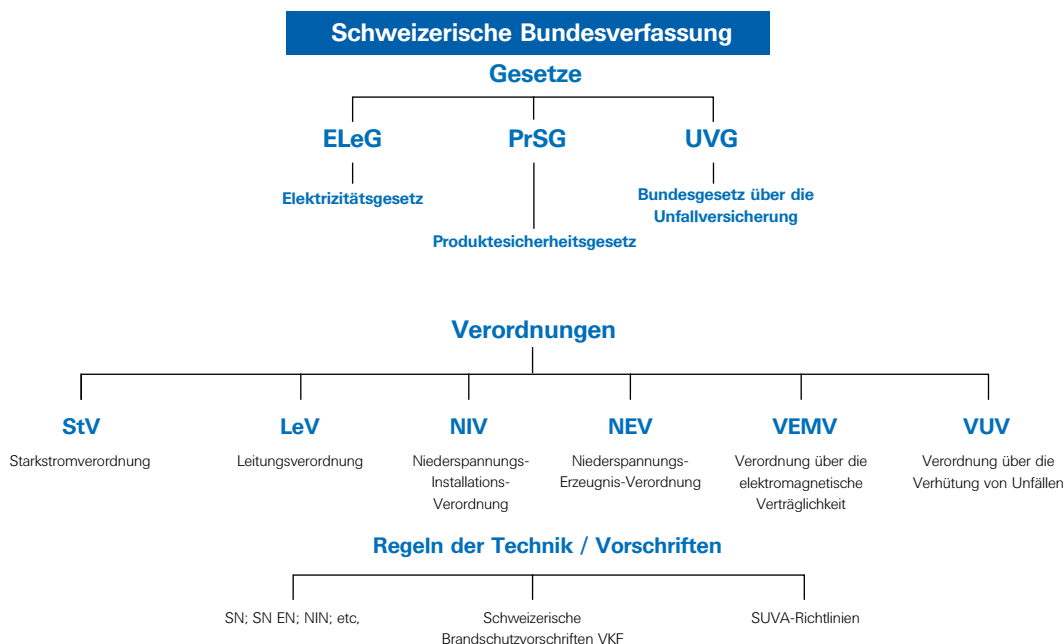 Schweizerische Bundesverfassung
Gesetze
ELeG
PrSG
UVG
Elektrizitätsgesetz
Bundesgesetz über die
Unfallversicherung
Produktesicherheitsgesetz
Verordnungen
StV
LeV
NIV
NEV
VEMV
VUV
Starkstromverordnung
Leitungsverordnung
Niederspannungs-
Installations-
Verordnung
Niederspannungs-
Erzeugnis-Verordnung
Verordnung über die
elektromagnetische
Verträglichkeit
Verordnung über die
Verhütung von Unfällen
Regeln der Technik / Vorschriften
SN; SN EN; NIN; etc,
Schweizerische
Brandschutzvorschriften VKF
SUVA-Richtlinien